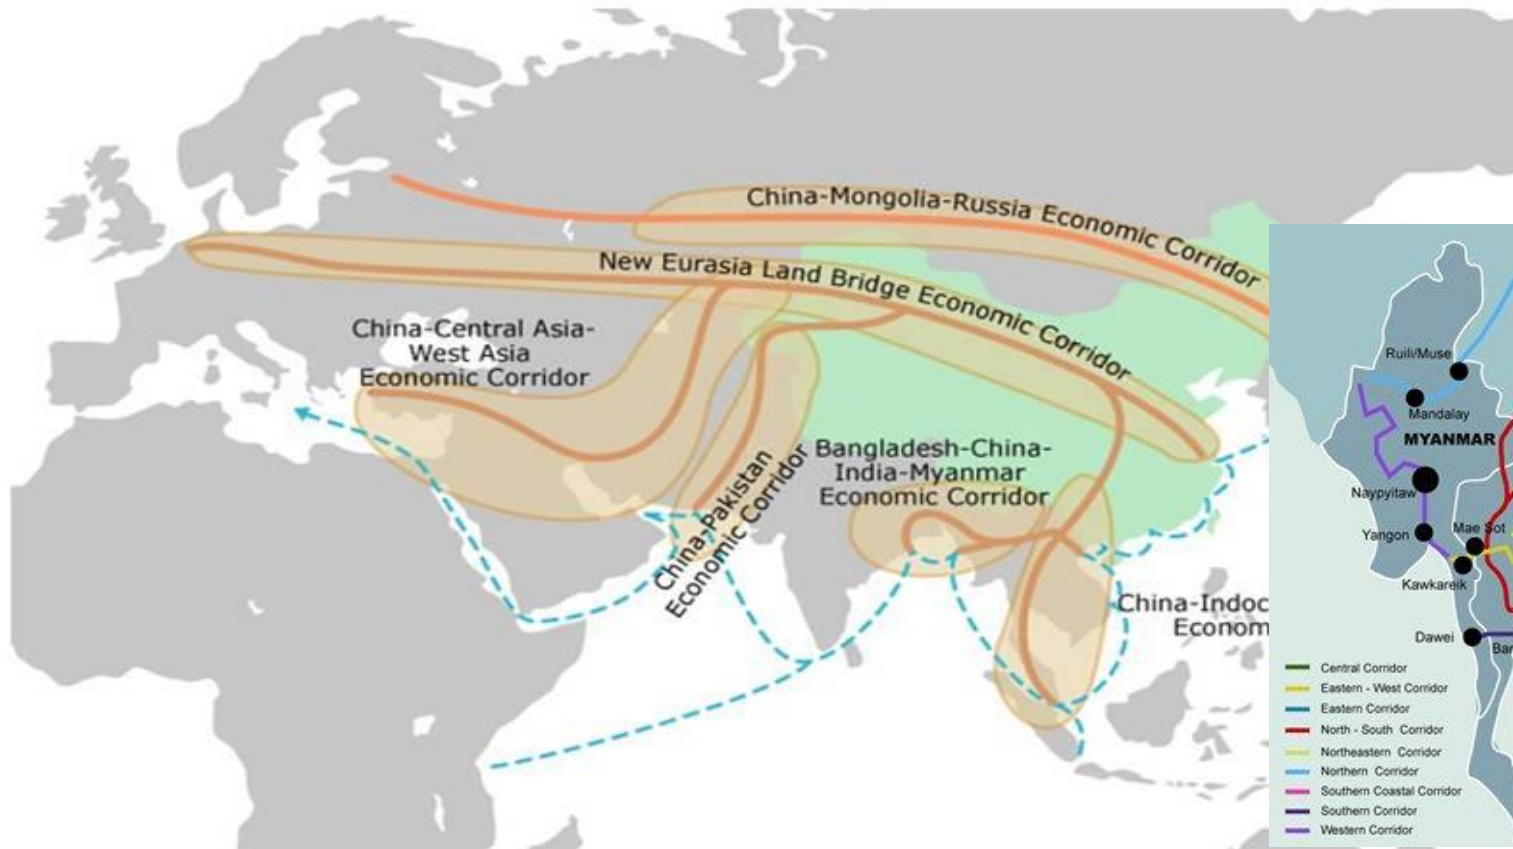 China-Mongolia-Russia Economic Corridor
New Eurasia Land Bridge Economic Corridor
China-Central Asia-
West Asia
Economic Corridor
China-Pakistan
Economic Corridor
Bangladesh-China-
India-Myanmar
Economic Corridor
China-Indoc
Econom
Ruili/Muse
Mandalay
MYANMAR
Naypyitaw
Yangon
Mae Sot
Kawkareik
Dawei
Ban
Central Corridor
Eastern - West Corridor
Eastern Corridor
North - South Corridor
Northeastern Corridor
Northern Corridor
Southern Coastal Corridor
Southern Corridor
Western Corridor